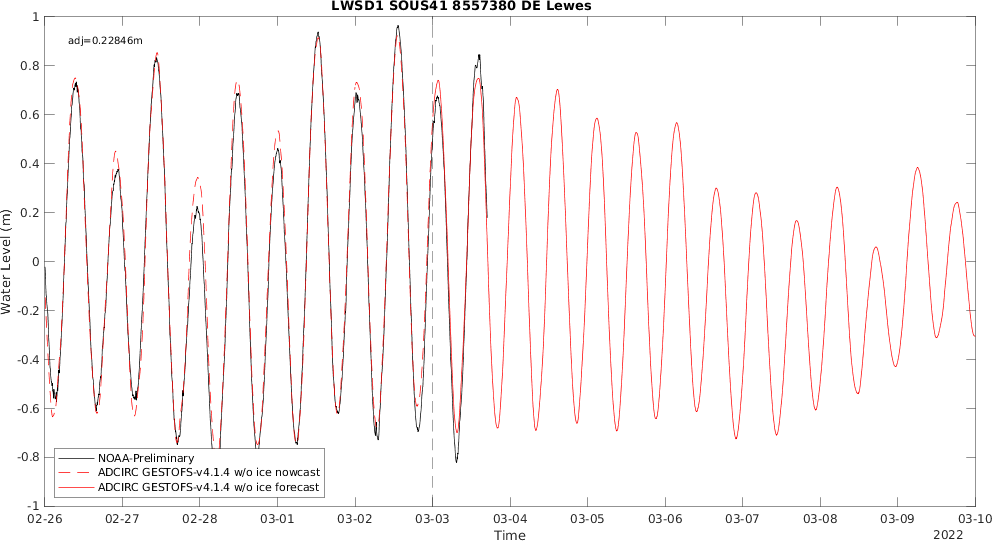 LWSD1 SOUS41 8557380 DE Lewes
adj=0.22846m
1
0.8
0.6
0.4
0.2
0
-0.2
-0.4
-0.6
-0.8
-1
Water Level (m)
NOAA-Preliminary
ADCIRC GESTOFS-v4.1.4 w/o ice nowcast
ADCIRC GESTOFS-v4.1.4 w/o ice forecast
02-26 02-27 02-28 03-01 03-02 03-03 03-04 03-05 03-06 03-07 03-08 03-09 03-10
Time
2022